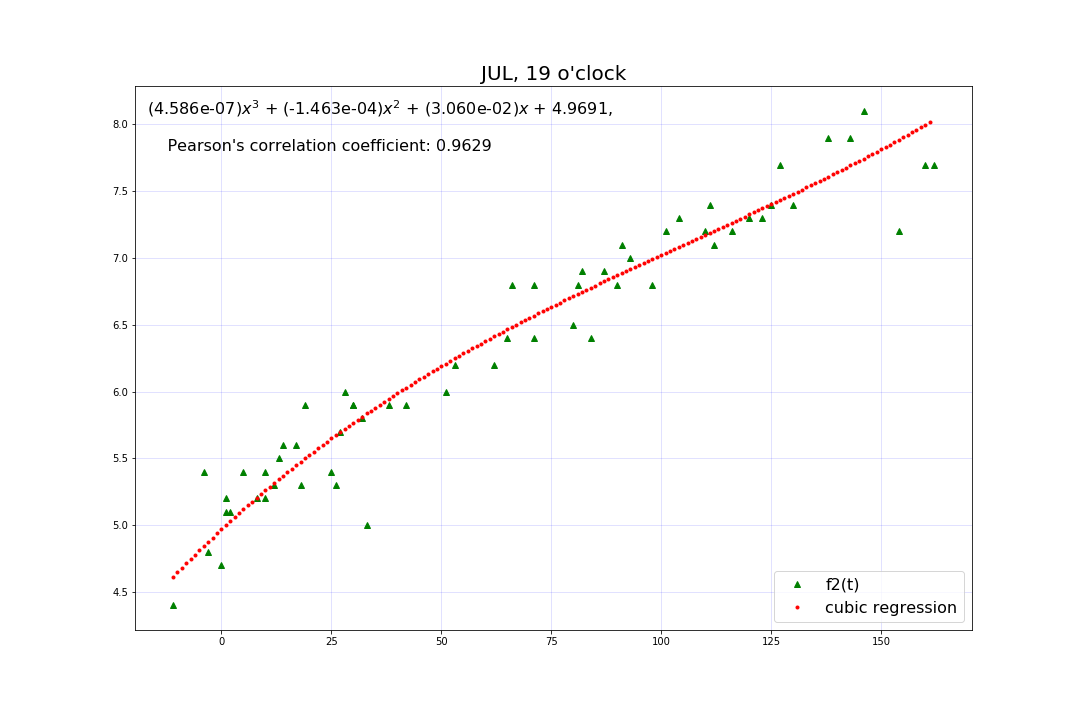 JUL, 19 o'clock
(4.586e-07)x³ + (-1.463e-04)x² + (3.060e-02)x + 4.9691,
Pearson's correlation coefficient: 0.9629
8.0
7.5
7.0
6.5
6.0
5.5
5.0
4.5
f2(t)
cubic regression
0 25 50 75 100 125 150